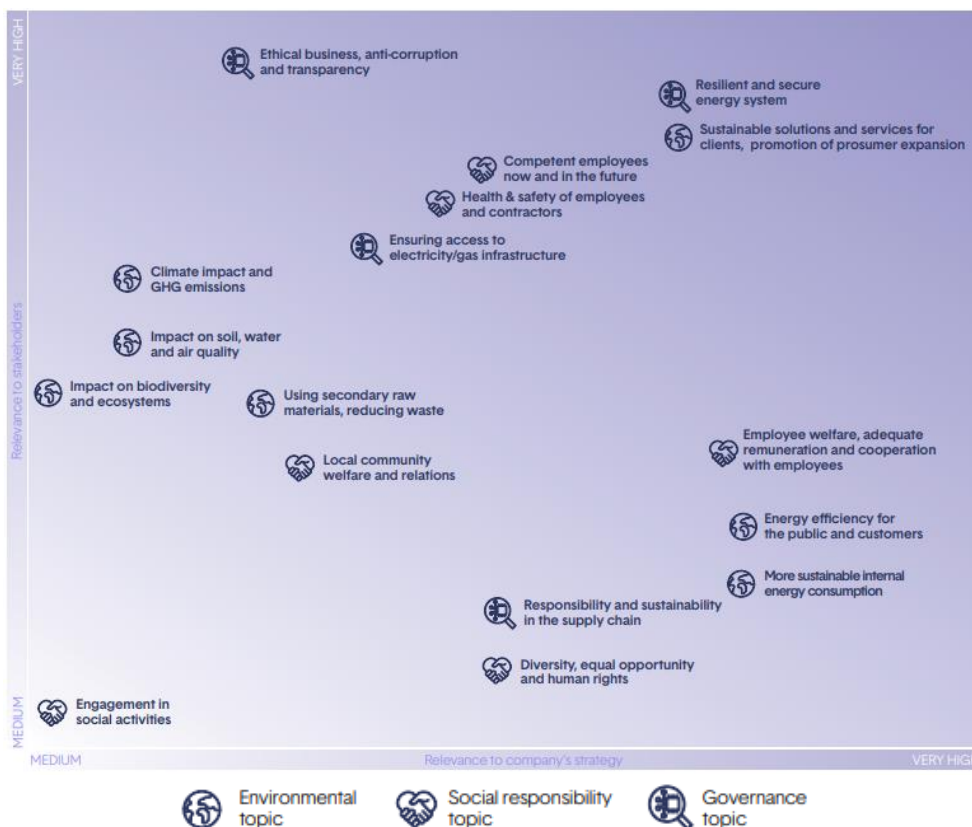 VERY HIGH
Relevance to stakeholders
MEDIUM
Ethical business, anti-corruption
and transparency
Resilient and secure
energy system
Sustainable solutions and services for
clients, promotion of prosumer expansion
Competent employees
now and in the future
Health & safety of employees
and contractors
Ensuring access to
electricity/gas infrastructure
Climate impact and
GHG emissions
Impact on soil, water
and air quality
Impact on biodiversity
and ecosystems
Using secondary raw
materials, reducing waste
Employee welfare, adequate
remuneration and cooperation
with employees
Local community
welfare and relations
Energy efficiency for
the public and customers
More sustainable internal
energy consumption
Responsibility and sustainability
in the supply chain
Diversity, equal opportunity
and human rights
Engagement in
social activities
MEDIUM
Relevance to company's strategy
VERY HIGH
Environmental
topic
Social responsibility
topic
Governance
topic